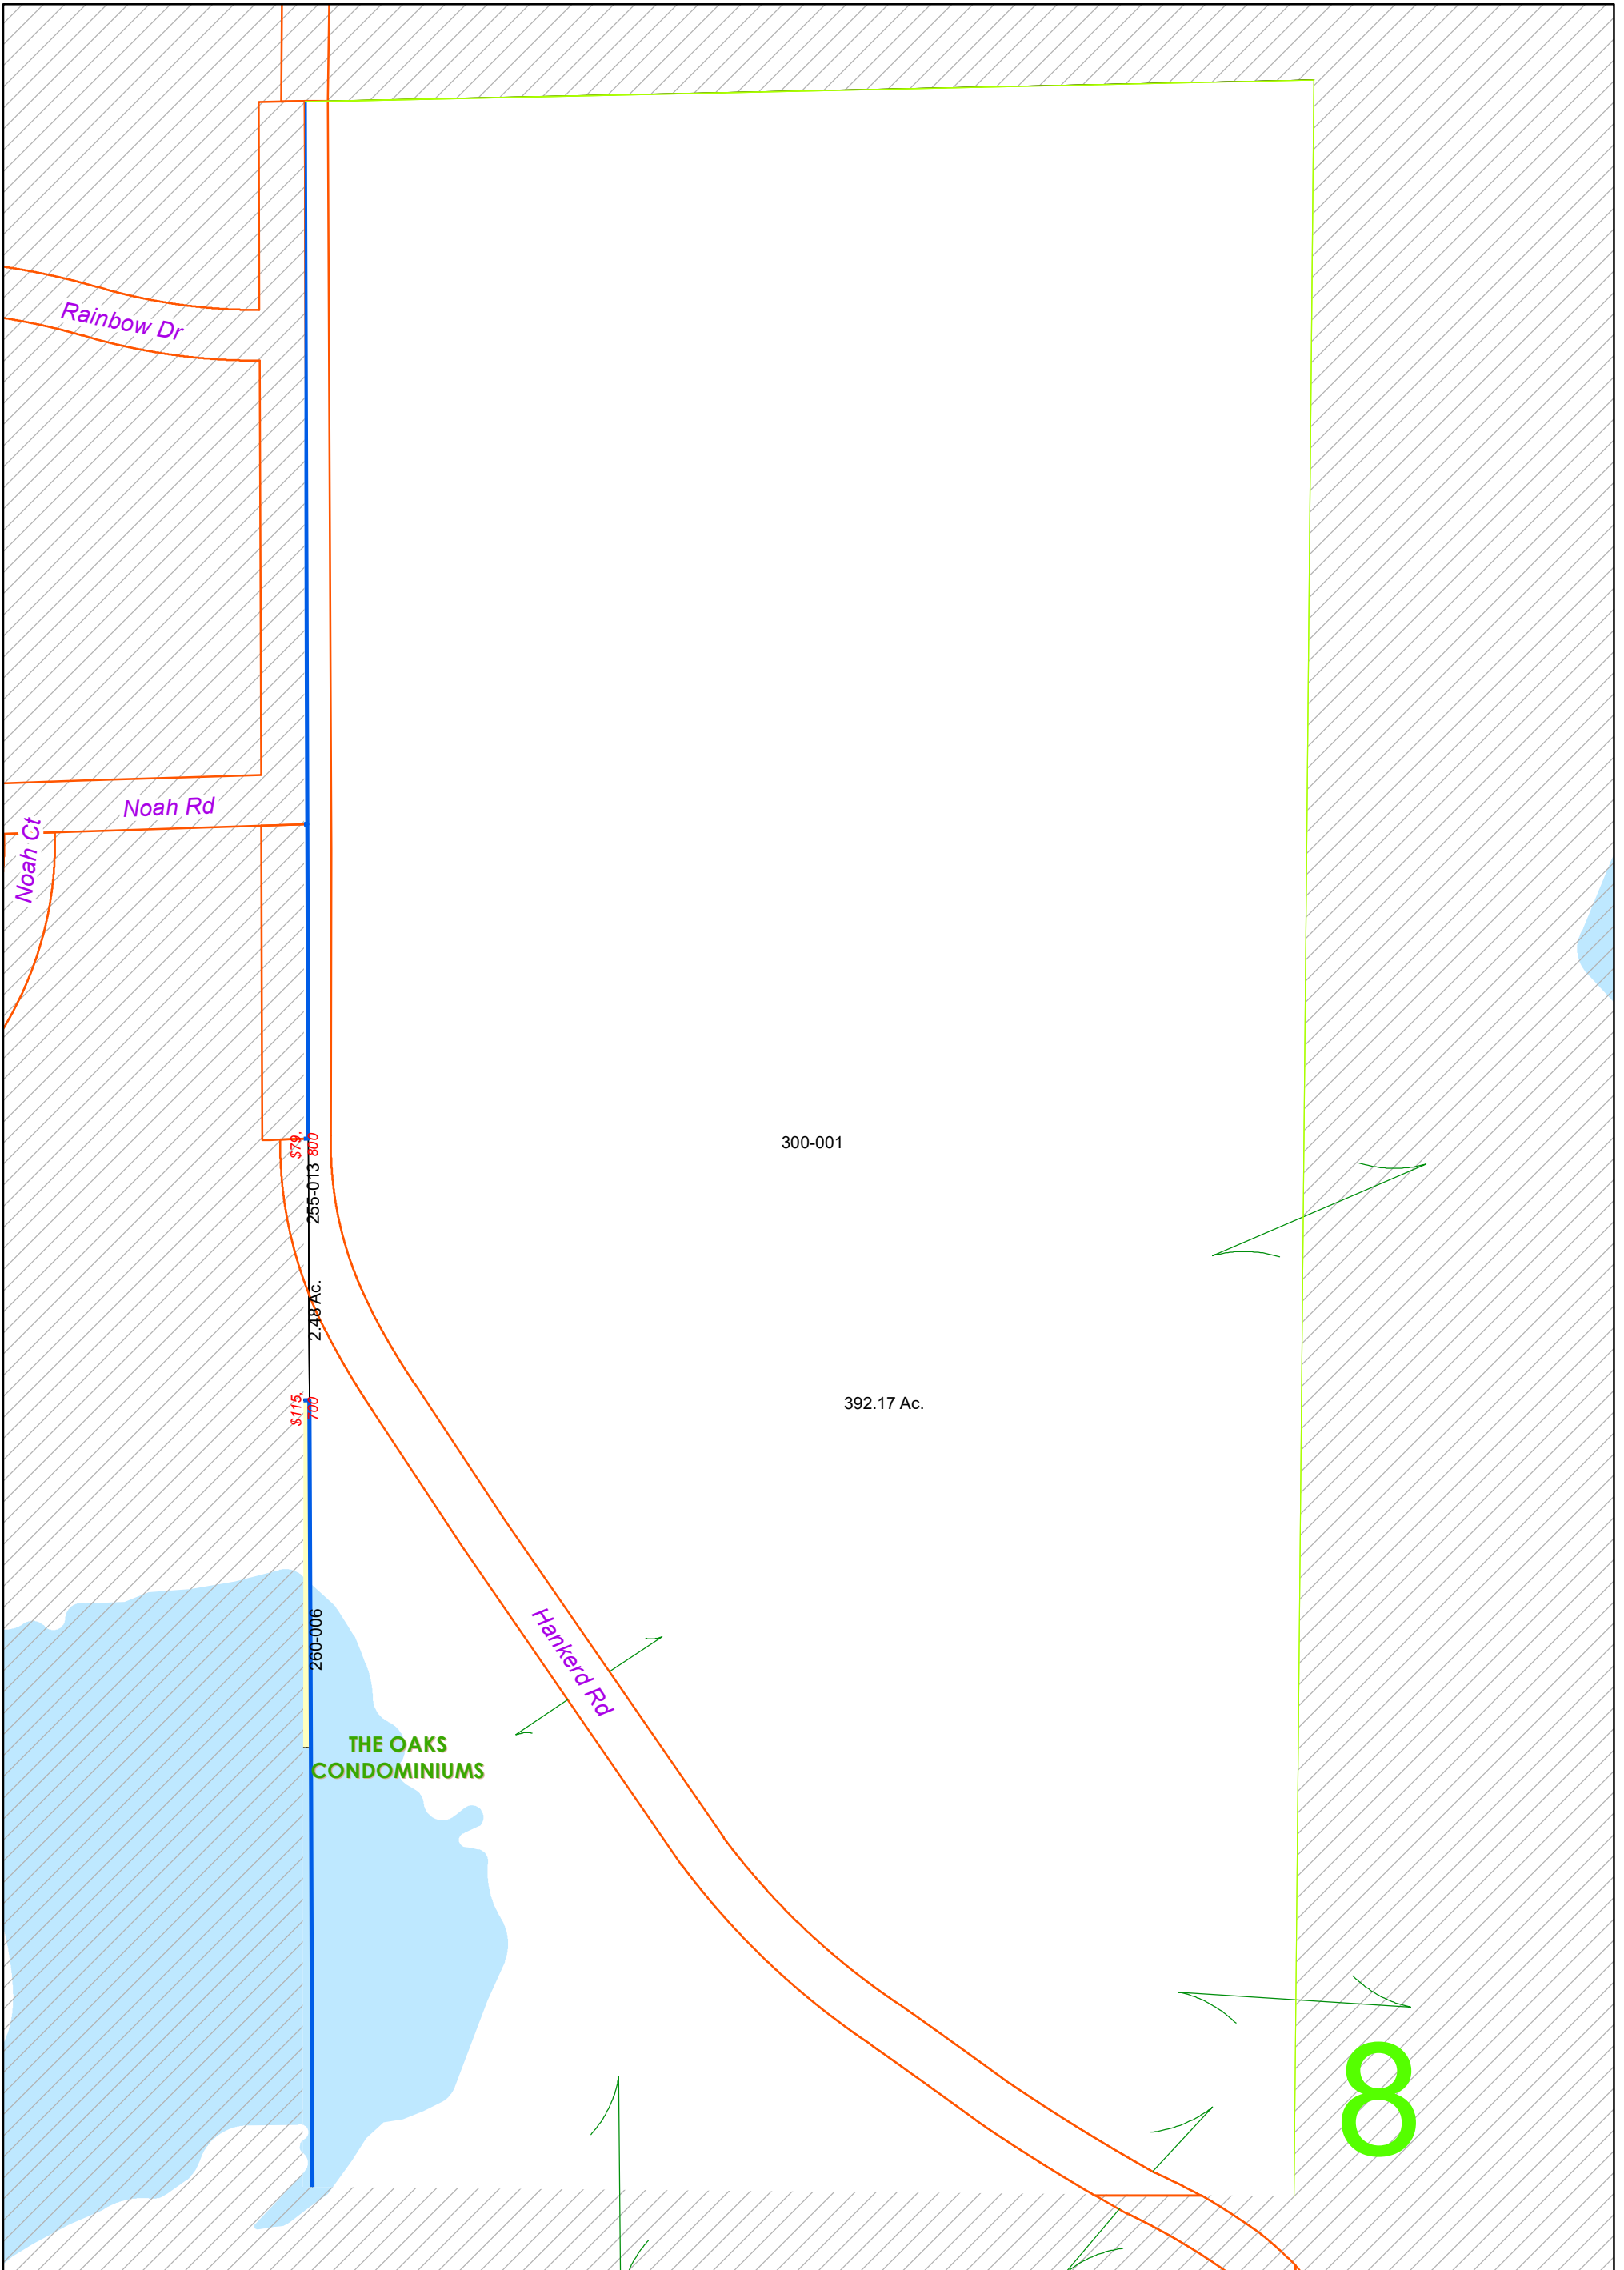 Rainbow Dr
Noah Rd
Noah Ct
$79,
800
255-013
300-001
2.48 Ac.
$115,
700
392.17 Ac.
260-006
Hankerd Rd
THE OAKS
CONDOMINIUMS
8